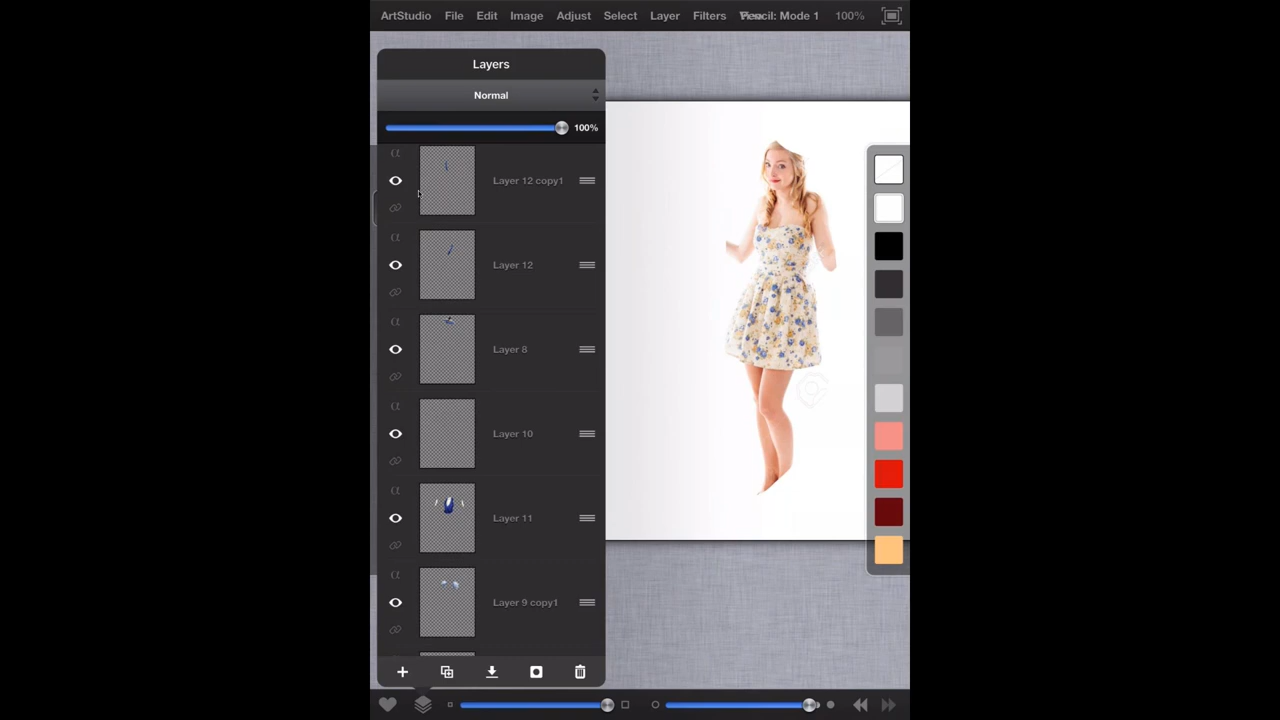 ArtStudio File Edit Image Adjust Select Layer Filters Pencil: Mode 1 100%
Layers
Normal
100%
Layer 12 copy1
Layer 12
Layer 8
Layer 10
Layer 11
Layer 9 copy1